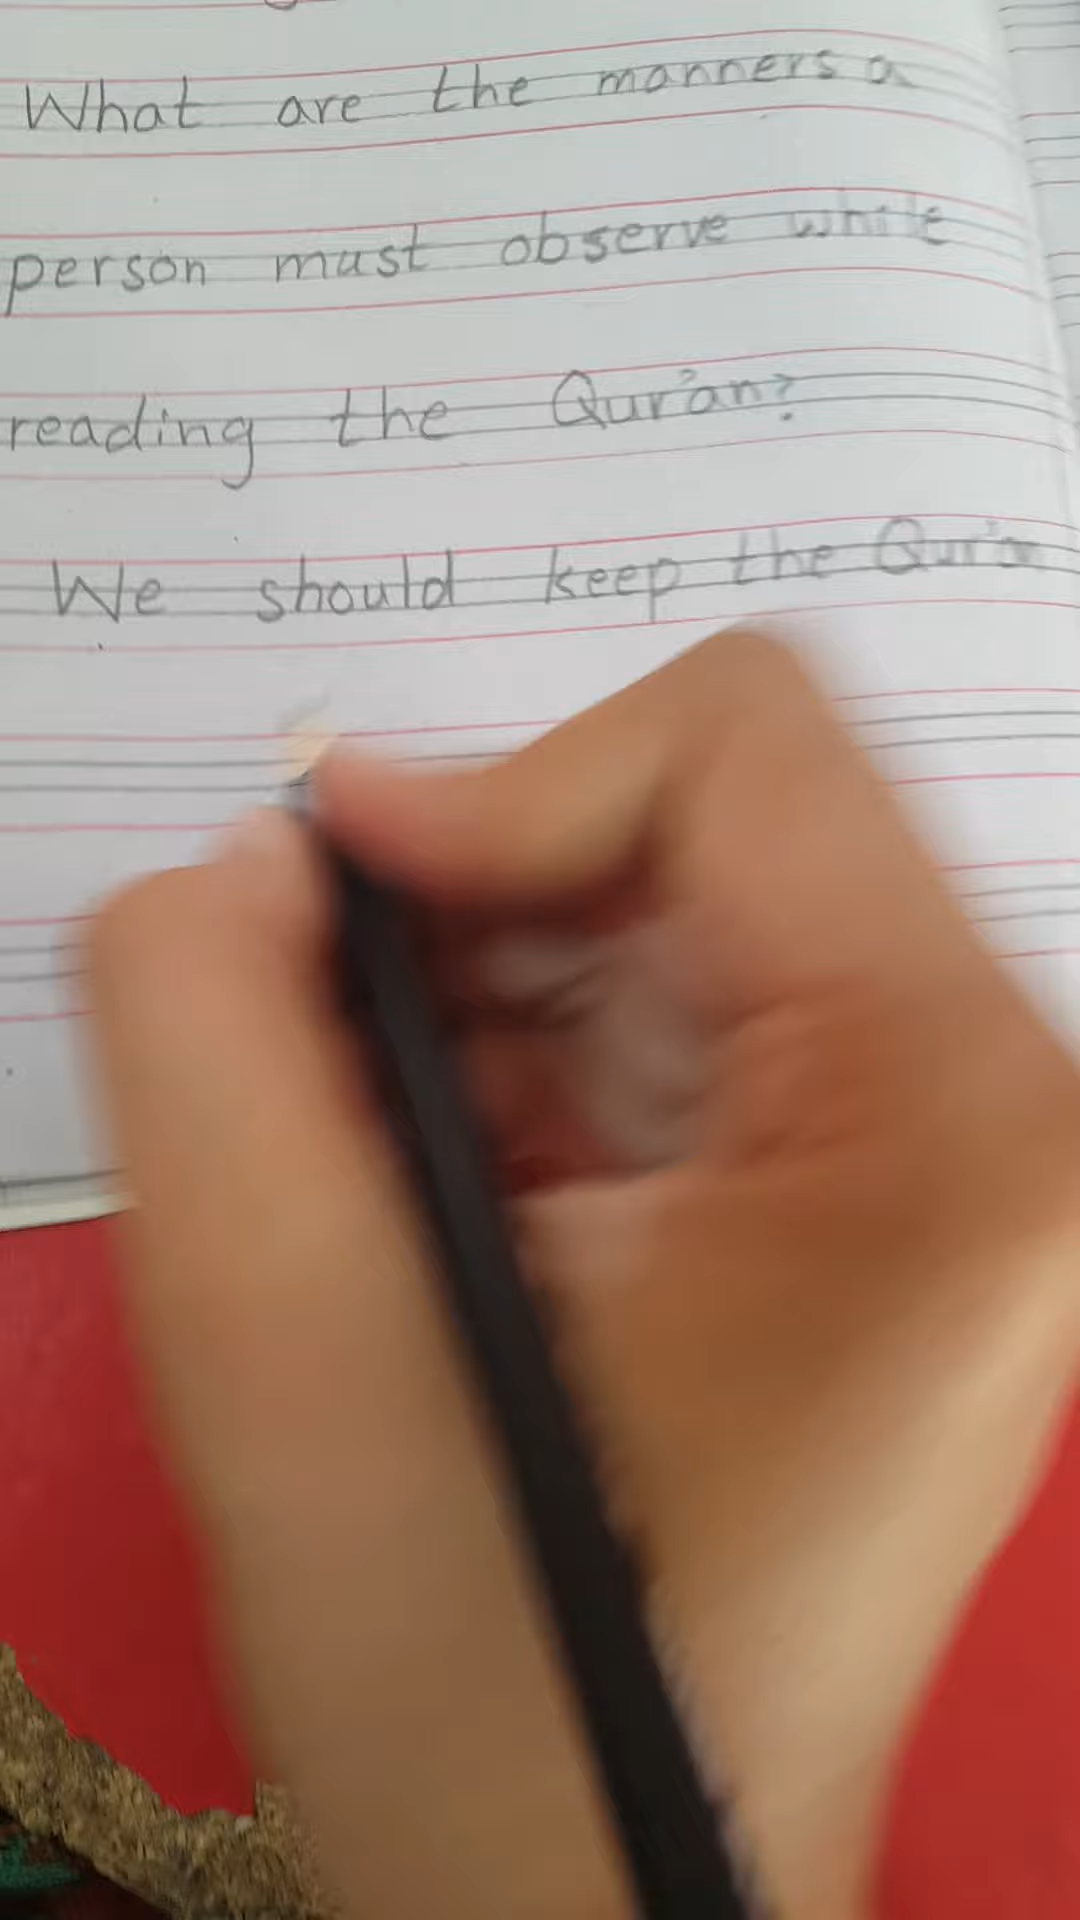 What are the manners a
person must observe while
reading the Qur'an?
We should keep the Qur'an